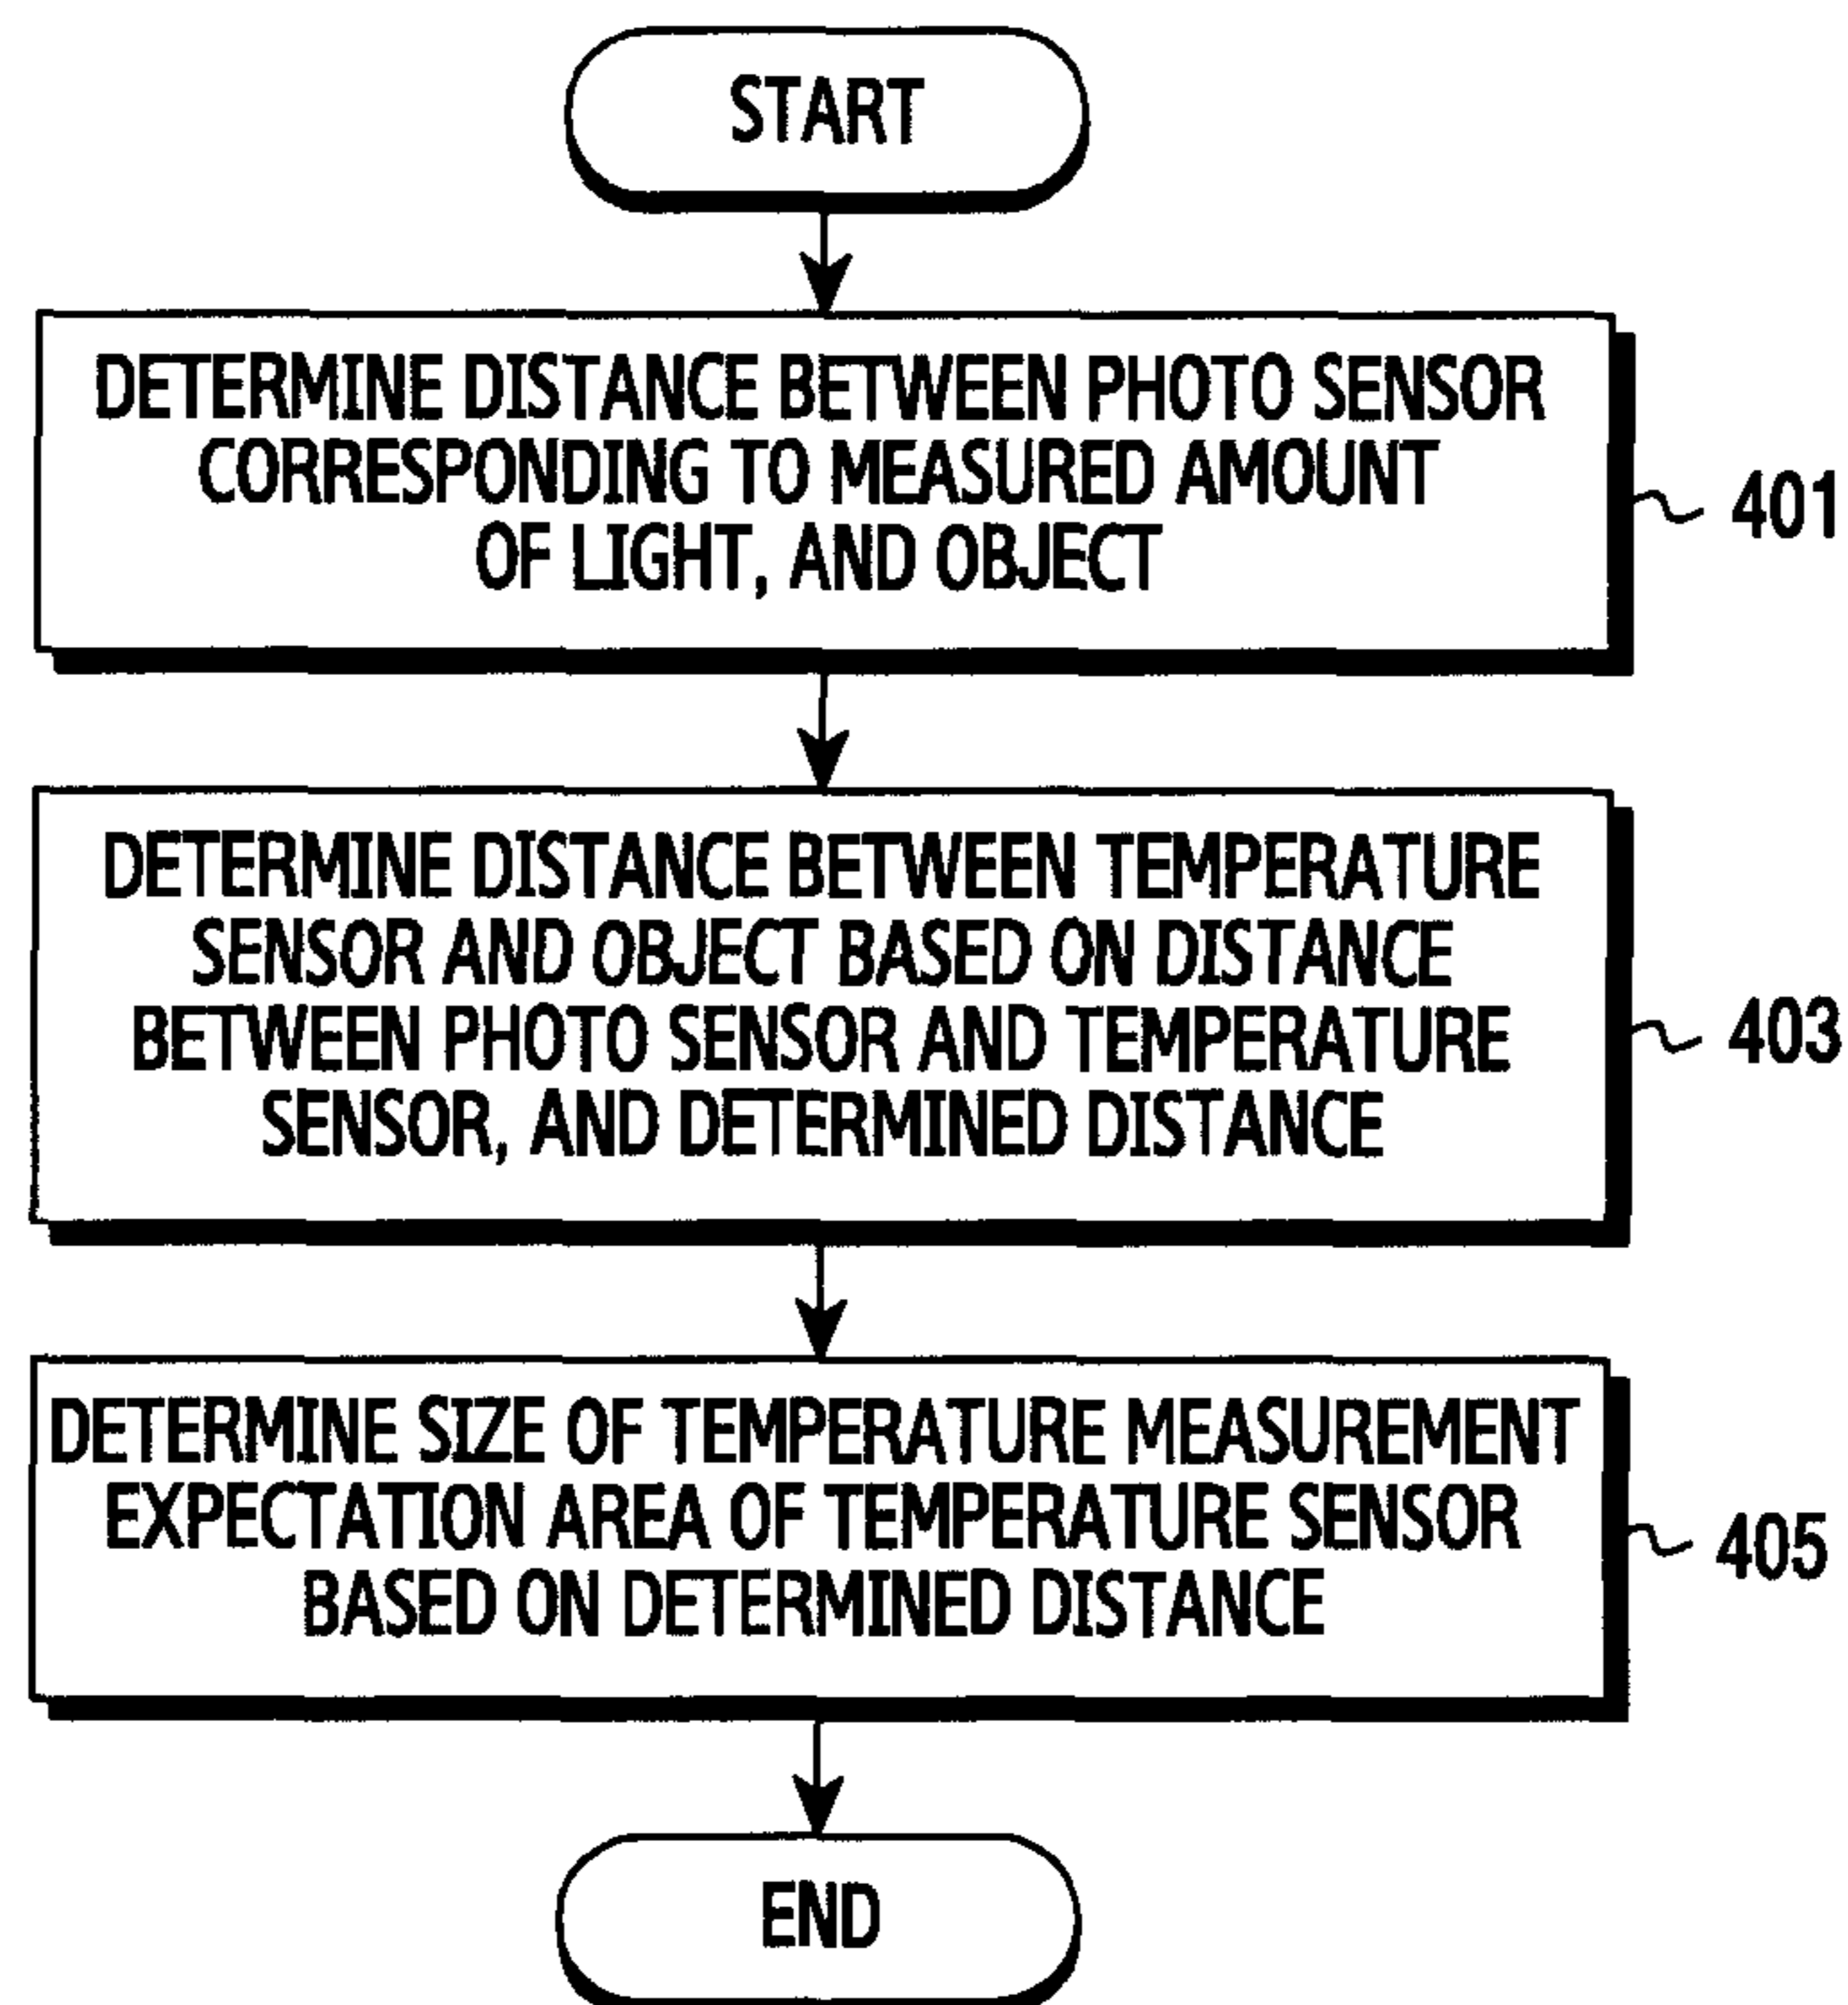 START
DETERMINE DISTANCE BETWEEN PHOTO SENSOR
CORRESPONDING TO MEASURED AMOUNT
OF LIGHT, AND OBJECT
401
DETERMINE DISTANCE BETWEEN TEMPERATURE
SENSOR AND OBJECT BASED ON DISTANCE
BETWEEN PHOTO SENSOR AND TEMPERATURE
SENSOR, AND DETERMINED DISTANCE
403
DETERMINE SIZE OF TEMPERATURE MEASUREMENT
EXPECTATION AREA OF TEMPERATURE SENSOR
BASED ON DETERMINED DISTANCE
405
END